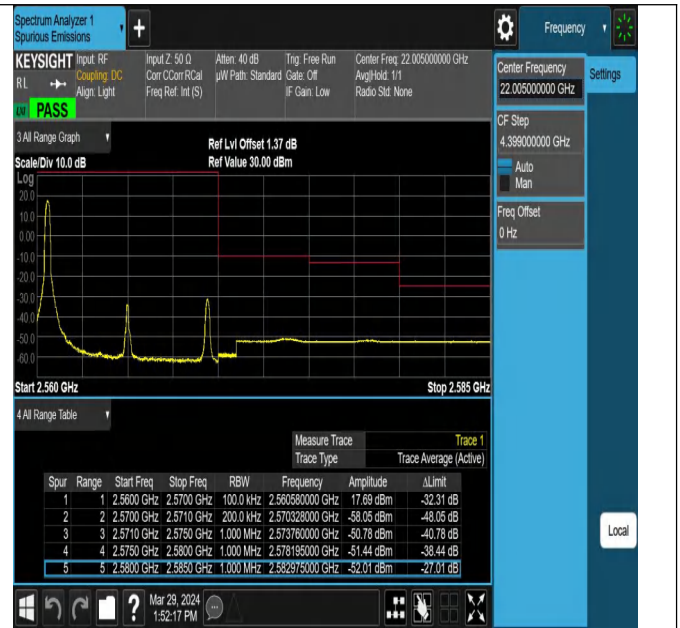 Spectrum Analyzer 1
Spurious Emissions
Frequency
KEYSIGHT Input: RF Input Z: 50 Ω Atten: 40 dB Trig: Free Run Center Freq: 22.005000000 GHz
RL Coupling: DC Corr CCorr RCal µW Path: Standard Gate: Off Avg|Hold: 1/1
Align: Light Freq Ref: Int (S) IF Gain: Low Radio Std: None
PASS
Center Frequency
22.005000000 GHz
Settings
CF Step
4.399000000 GHz
Auto
Man
Freq Offset
0 Hz
3 All Range Graph
Ref Lvl Offset 1.37 dB
Scale/Div 10.0 dB Ref Value 30.00 dBm
Log
20.0
10.0
0.00
-10.0
-20.0
-30.0
-40.0
-50.0
-60.0
Start 2.560 GHz Stop 2.585 GHz
4 All Range Table
Measure Trace Trace 1
Trace Type Trace Average (Active)
Spur Range Start Freq Stop Freq RBW Frequency Amplitude ΔLimit
1 1 2.5600 GHz 2.5700 GHz 100.0 kHz 2.560580000 GHz 17.69 dBm -32.31 dB
2 2 2.5700 GHz 2.5710 GHz 200.0 kHz 2.570328000 GHz -58.05 dBm -48.05 dB
3 3 2.5710 GHz 2.5750 GHz 1.000 MHz 2.573760000 GHz -50.78 dBm -40.78 dB
4 4 2.5750 GHz 2.5800 GHz 1.000 MHz 2.578195000 GHz -51.44 dBm -38.44 dB
5 5 2.5800 GHz 2.5850 GHz 1.000 MHz 2.582975000 GHz -52.01 dBm -27.01 dB
Local
Mar 29, 2024
1:52:17 PM